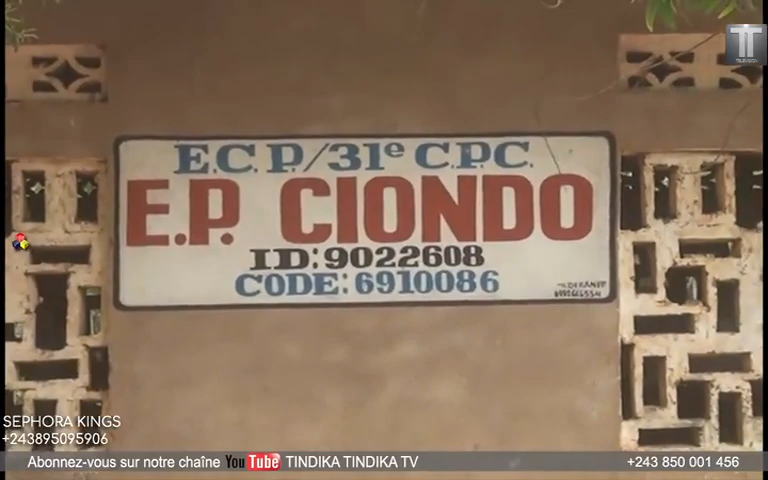 TT
E.C.P./31e C.P.C.
E.P. CIONDO
ID:9022608
CODE:6910086
SEPHORA KINGS
+243895095906
Abonnez-vous sur notre chaîne YouTube TINDIKA TINDIKA TV
+243 850 001 456